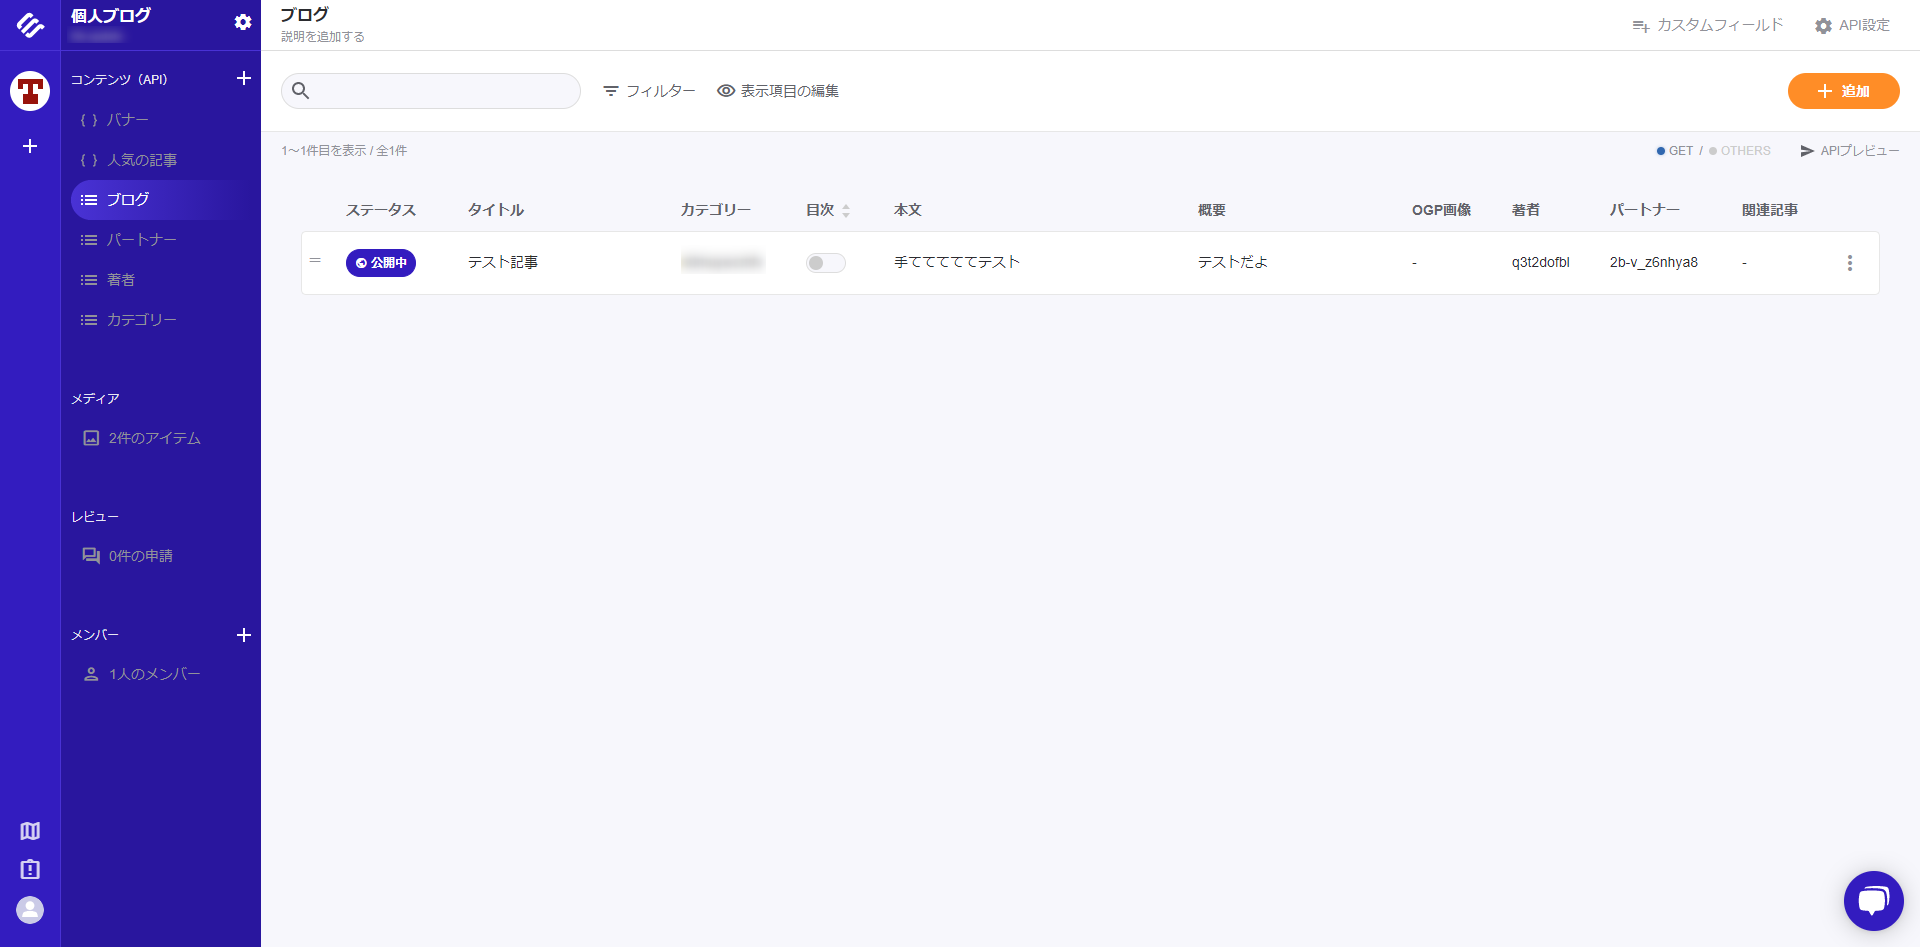 個人ブログ
コンテンツ（API）
バナー
人気の記事
ブログ
パートナー
著者
カテゴリー
メディア
2件のアイテム
レビュー
0件の申請
メンバー
1人のメンバー
ブログ
説明を追加する
カスタムフィールド
API設定
フィルター
表示項目の編集
追加
1〜1件目を表示 / 全1件
GET / OTHERS
APIプレビュー
ステータス タイトル カテゴリー 目次 本文 概要 OGP画像 著者 パートナー 関連記事
公開中 テスト記事 手てててててテスト テストだよ - q3t2dofbl 2b-v_z6nhya8 -